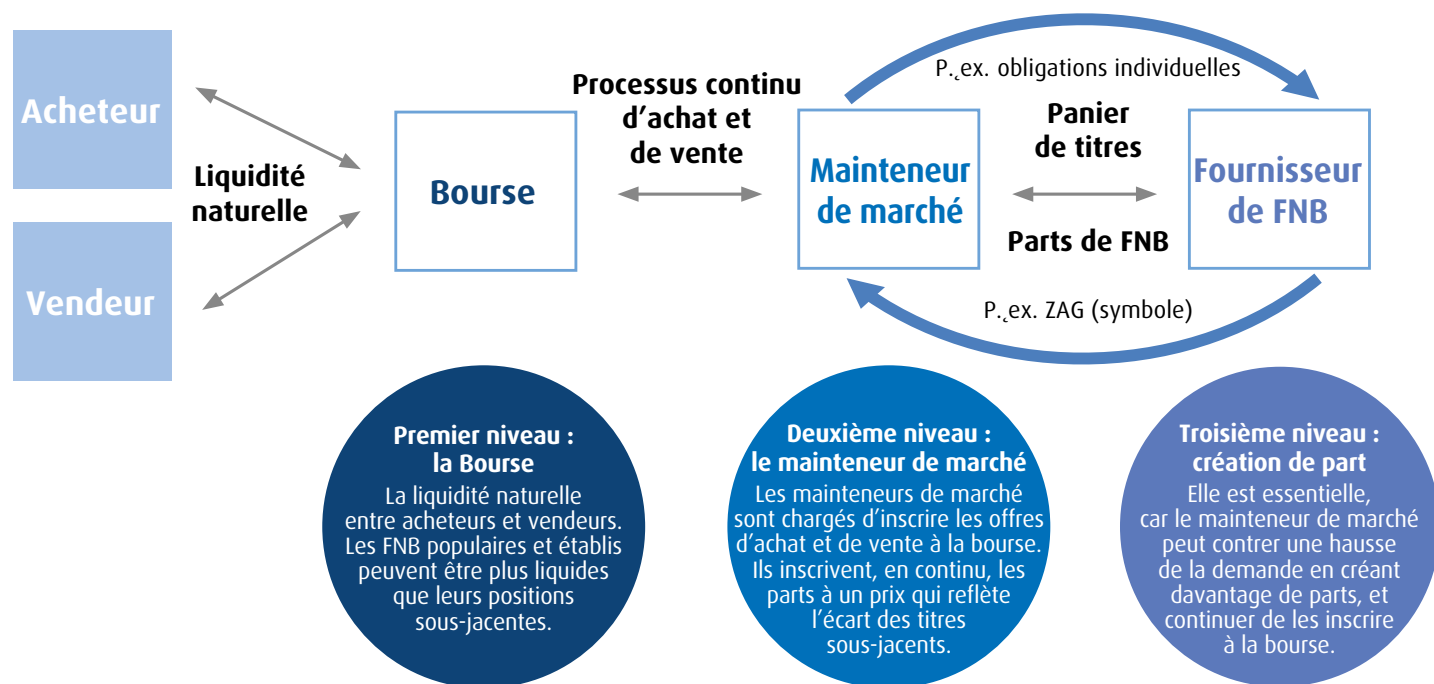 Acheteur
Vendeur
Liquidité
naturelle
Bourse
Processus continu
d’achat et
de vente
Mainteneur
de marché
P. ex. obligations individuelles
Panier
de titres
Parts de FNB
P. ex. ZAG (symbole)
Fournisseur
de FNB
Premier niveau :
la Bourse
La liquidité naturelle
entre acheteurs et vendeurs.
Les FNB populaires et établis
peuvent être plus liquides
que leurs positions
sous-jacentes.
Deuxième niveau :
le mainteneur de marché
Les mainteneurs de marché
sont chargés d’inscrire les offres
d’achat et de vente à la bourse.
Ils inscrivent, en continu, les
parts à un prix qui reflète
l’écart des titres
sous-jacents.
Troisième niveau :
création de part
Elle est essentielle,
car le mainteneur de marché
peut contrer une hausse
de la demande en créant
davantage de parts, et
continuer de les inscrire
à la bourse.